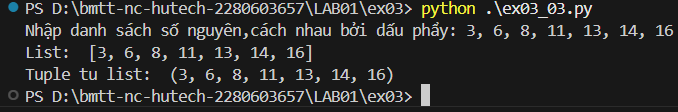 PS D:\bmtt-nc-hutech-2280603657\LAB01\ex03> python .\ex03_03.py
Nhập danh sách số nguyên,cách nhau bởi dấu phẩy: 3, 6, 8, 11, 13, 14, 16
List:  [3, 6, 8, 11, 13, 14, 16]
Tuple tu list:  (3, 6, 8, 11, 13, 14, 16)
PS D:\bmtt-nc-hutech-2280603657\LAB01\ex03>